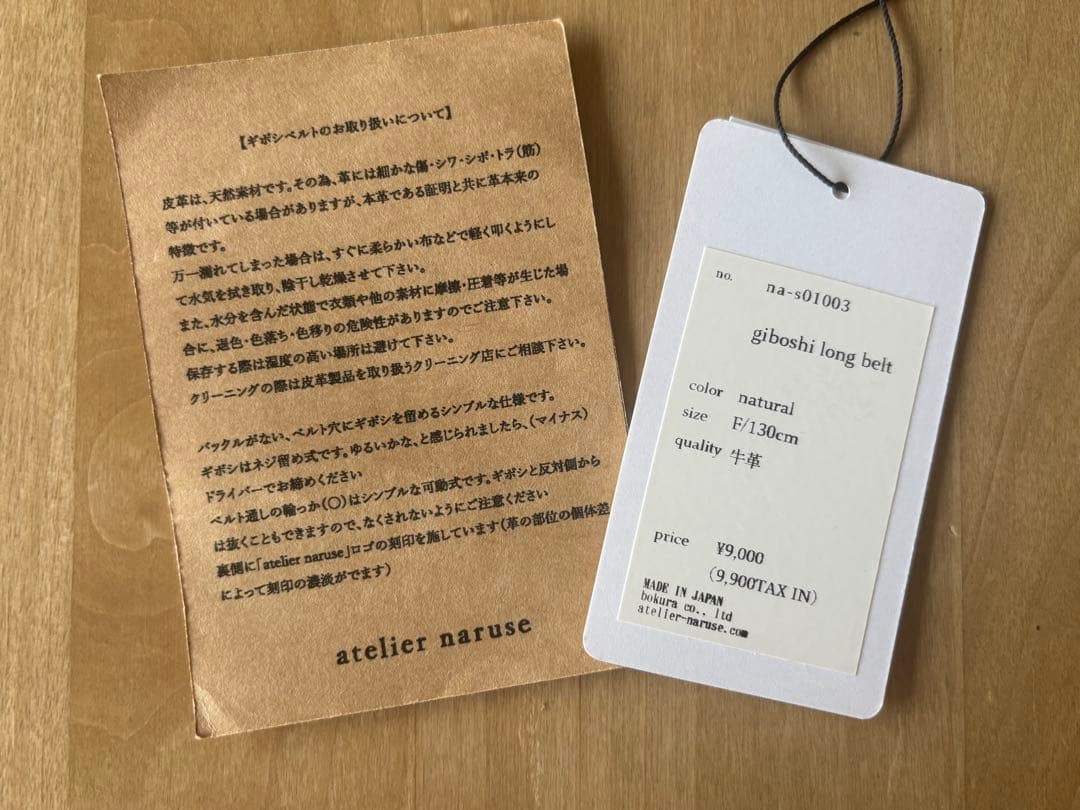 【ギボシベルトのお取り扱いについて】
皮革は、天然素材です。その為、革には細かな傷・シワ・シボ・トラ(筋)
等が付いている場合がありますが、本革である証明と共に革本来の
特徴です。
万一濡れてしまった場合は、すぐに柔らかい布などで軽く叩くようにし
て水気を拭き取り、陰干し乾燥させて下さい。
また、水分を含んだ状態で衣類や他の素材に摩擦・圧着等が生じた場
合に、退色・色落ち・色移りの危険性がありますのでご注意下さい。
保存する際は湿度の高い場所は避けて下さい。
クリーニングの際は皮革製品を取り扱うクリーニング店にご相談下さい。
バックルがない、ベルト穴にギボシを留めるシンプルな仕様です。
ギボシはネジ留め式です。ゆるいかな、と感じられましたら、(マイナス)
ドライバーでお締めください
ベルト通しの輪っか(〇)はシンプルな可動式です。ギボシと反対側から
は抜くこともできますので、なくされないようにご注意ください
裏側に「atelier naruse」ロゴの刻印を施しています(革の部位の個体差
によって刻印の濃淡がでます)
atelier naruse
no. na-s01003
giboshi long belt
color natural
size F/130cm
quality 牛革
price ¥9,000
(9,900TAX IN)
MADE IN JAPAN
bokura co., ltd
atelier-naruse.com